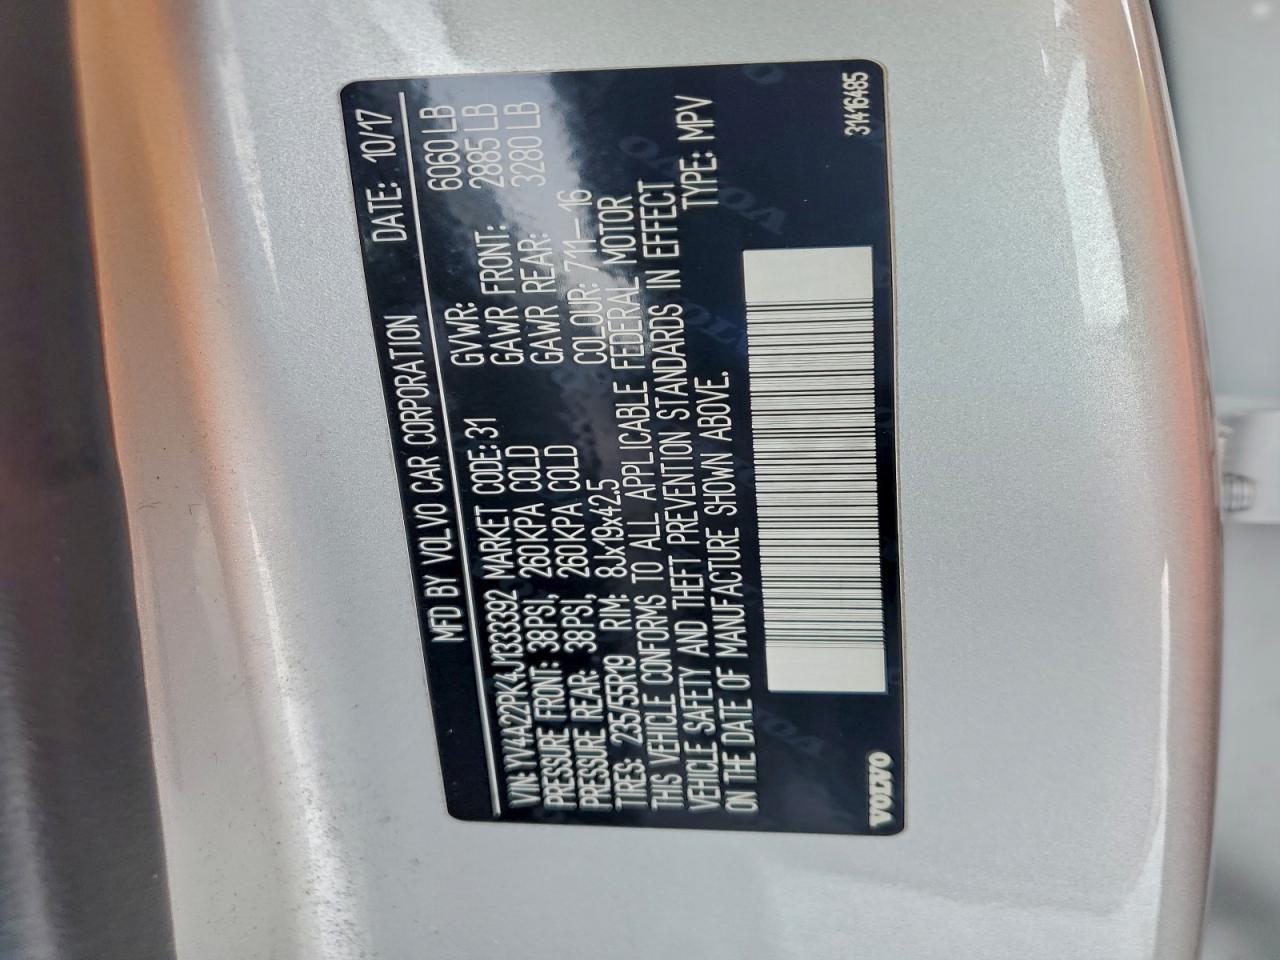 MFD BY VOLVO CAR CORPORATION DATE: 10/17
VIN: YV4A22PK4J1333392 MARKET CODE: 31 GVWR: 6060 LB
PRESSURE FRONT: 38PSI, 260KPA COLD GAWR FRONT: 2885 LB
PRESSURE REAR: 38PSI, 260KPA COLD GAWR REAR: 3280 LB
TIRES: 235/55R19 RIM: 8Jx19x42.5 COLOUR: 711-16
THIS VEHICLE CONFORMS TO ALL APPLICABLE FEDERAL MOTOR
VEHICLE SAFETY AND THEFT PREVENTION STANDARDS IN EFFECT
ON THE DATE OF MANUFACTURE SHOWN ABOVE. TYPE: MPV
VOLVO 31416485